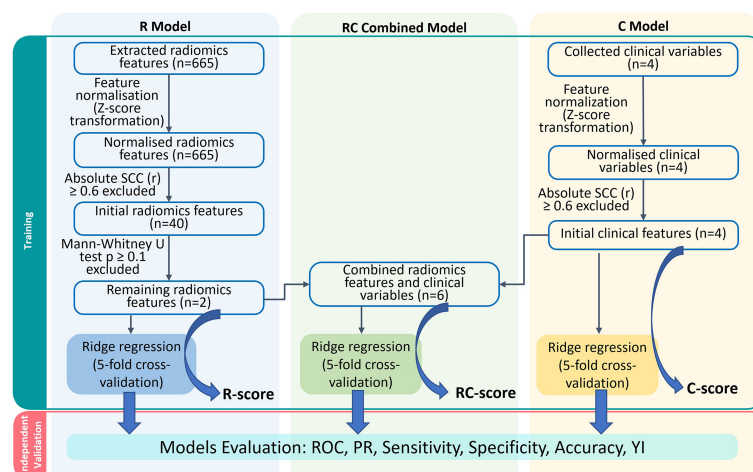 R Model
RC Combined Model
C Model
Training
Extracted radiomics
features (n=665)
Feature
normalisation
(Z-score
transformation)
Normalised radiomics
features (n=665)
Absolute SCC (r)
≥ 0.6 excluded
Initial radiomics features
(n=40)
Mann-Whitney U
test p ≥ 0.1
excluded
Remaining radiomics
features (n=2)
Ridge regression
(5-fold cross-
validation)
R-score
Combined radiomics
features and clinical
variables (n=6)
Ridge regression
(5-fold cross-
validation)
RC-score
Collected clinical variables
(n=4)
Feature
normalization
(Z-score
transformation)
Normalised clinical
variables (n=4)
Absolute SCC (r)
≥ 0.6 excluded
Initial clinical features (n=4)
Ridge regression
(5-fold cross-
validation)
C-score
Validation
Models Evaluation: ROC, PR, Sensitivity, Specificity, Accuracy, YI